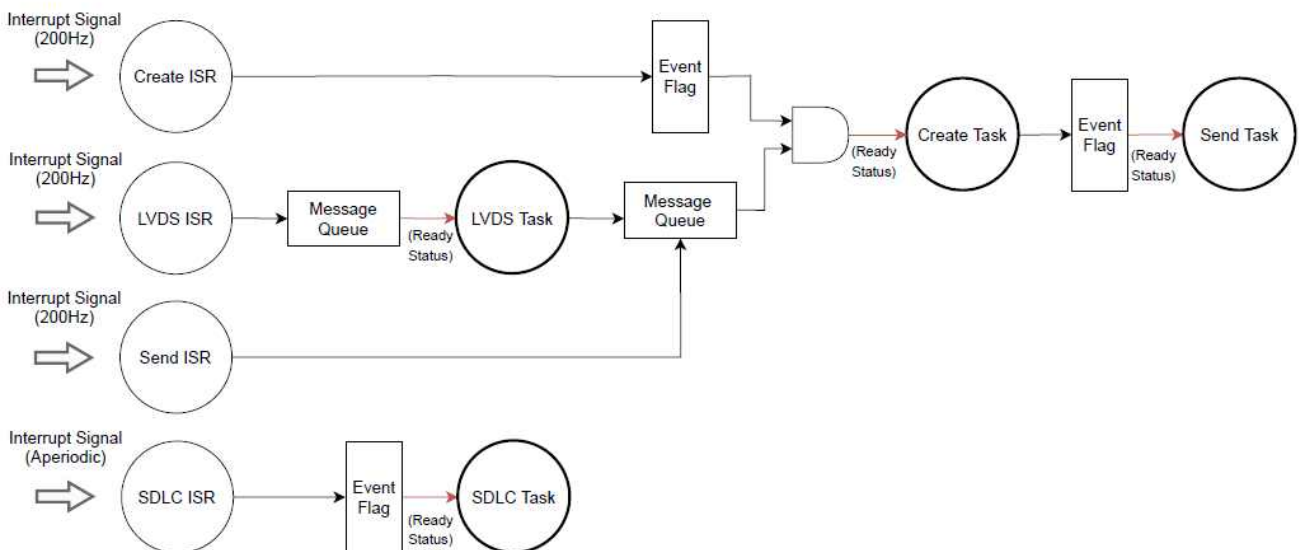 Interrupt Signal
(200Hz)
Create ISR
Event
Flag
(Ready
Status)
Create Task
Event
Flag
(Ready
Status)
Send Task
Interrupt Signal
(200Hz)
LVDS ISR
Message
Queue
(Ready
Status)
LVDS Task
Message
Queue
Interrupt Signal
(200Hz)
Send ISR
Interrupt Signal
(Aperiodic)
SDLC ISR
Event
Flag
(Ready
Status)
SDLC Task